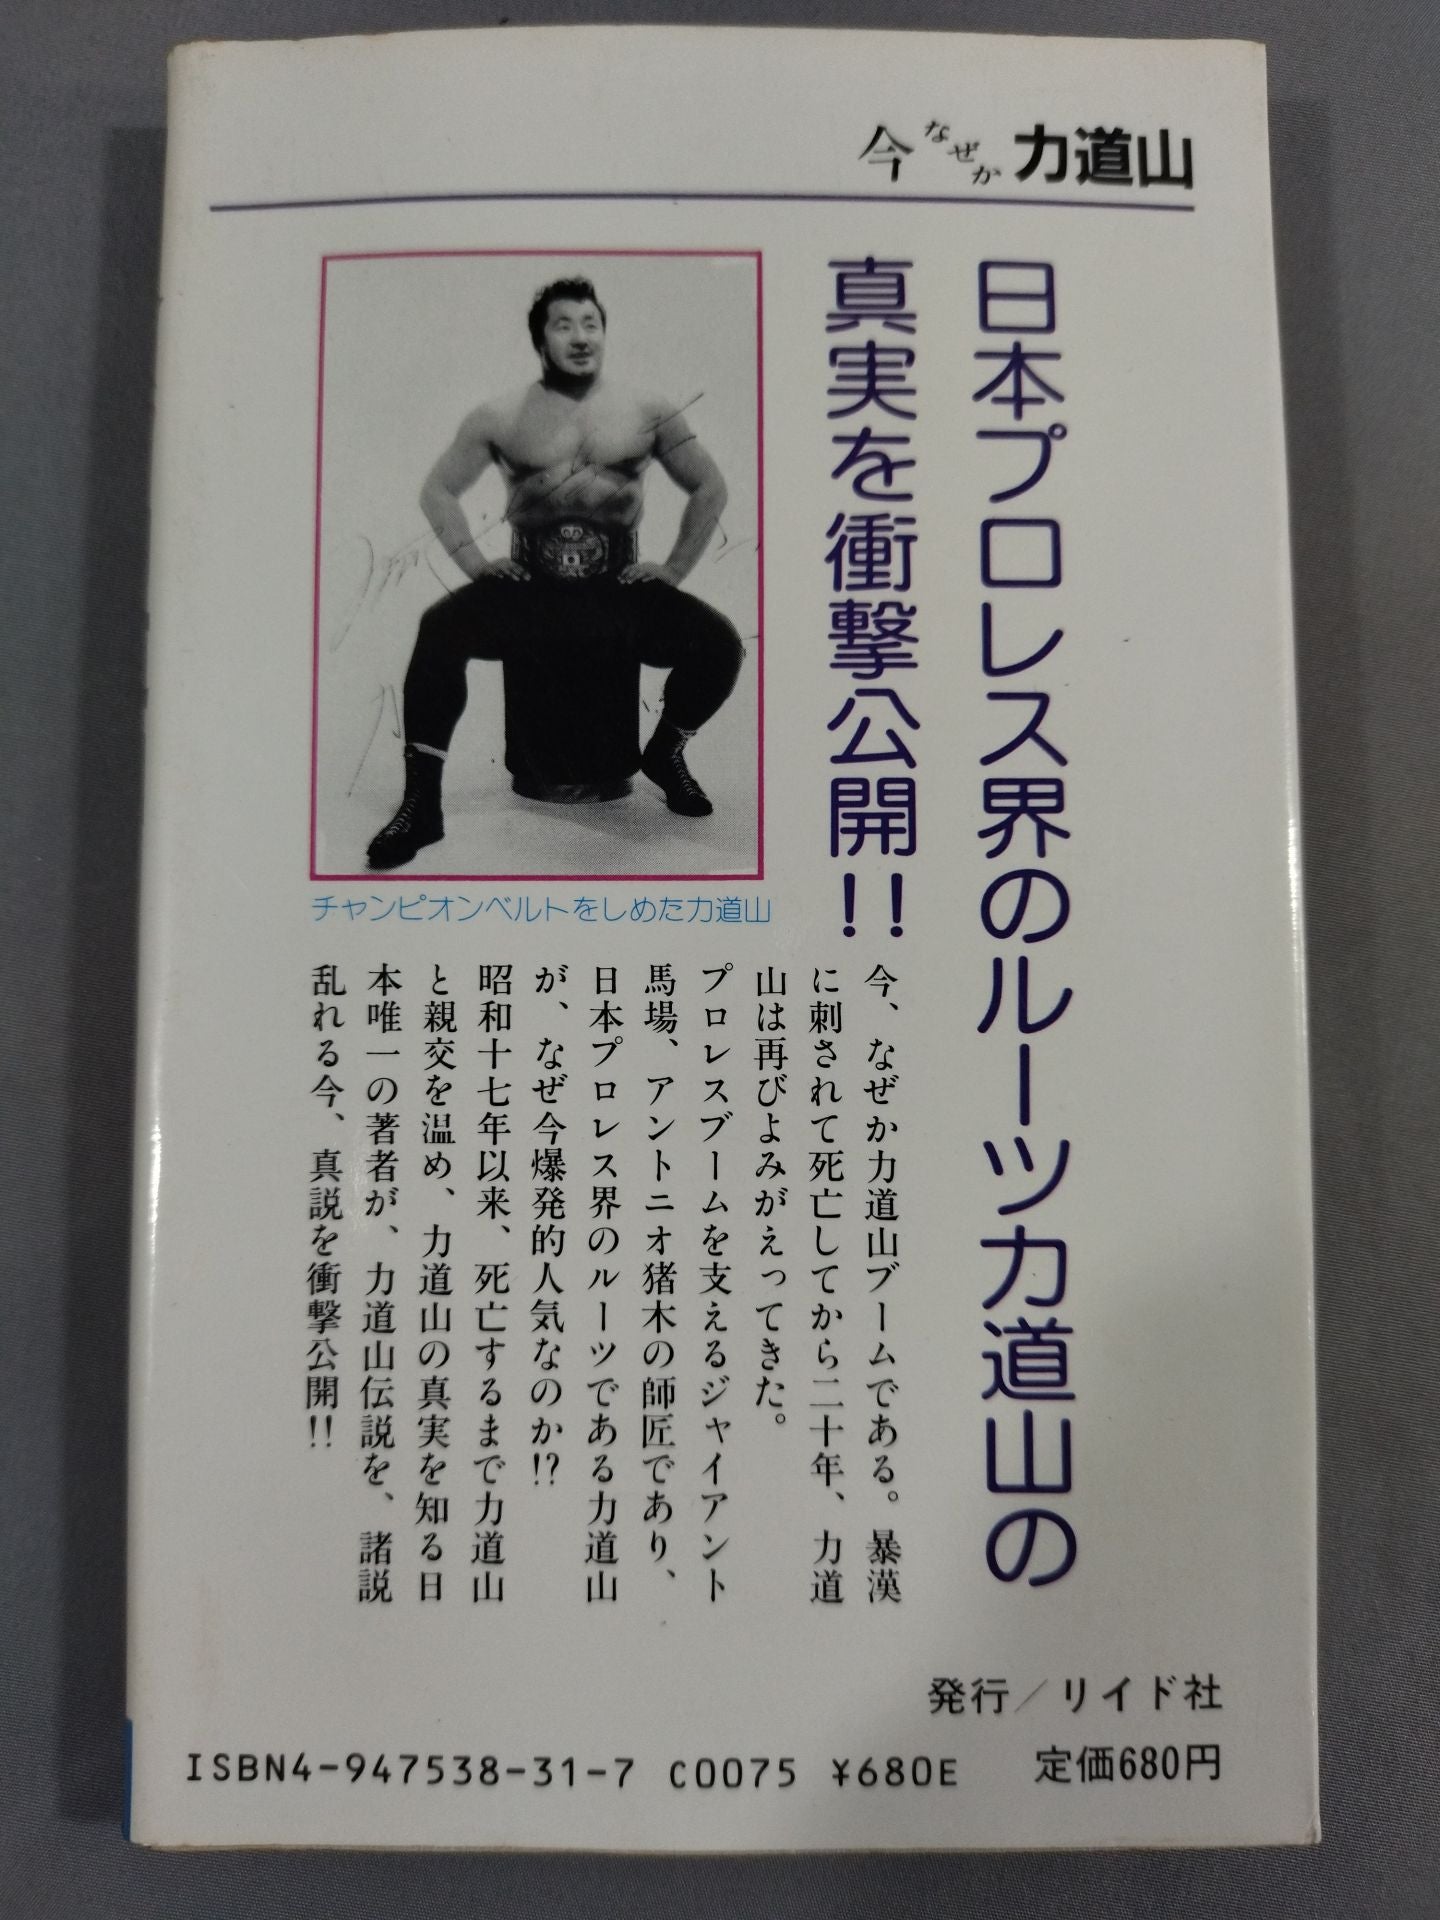 今なぜか力道山
日本プロレス界のルーツ力道山の
真実を衝撃公開!!
チャンピオンベルトをしめた力道山
今、なぜか力道山ブームである。暴漢
に刺されて死亡してから二十年、力道
山は再びよみがえってきた。
プロレスブームを支えるジャイアント
馬場、アントニオ猪木の師匠であり、
日本プロレス界のルーツである力道山
が、なぜ今爆発的人気なのか!?
昭和十七年以来、死亡するまで力道山
と親交を温め、力道山の真実を知る日
本唯一の著者が、力道山伝説を、諸説
乱れる今、真説を衝撃公開!!
発行/リイド社
ISBN4-947538-31-7 C0075 ¥680E 定価680円